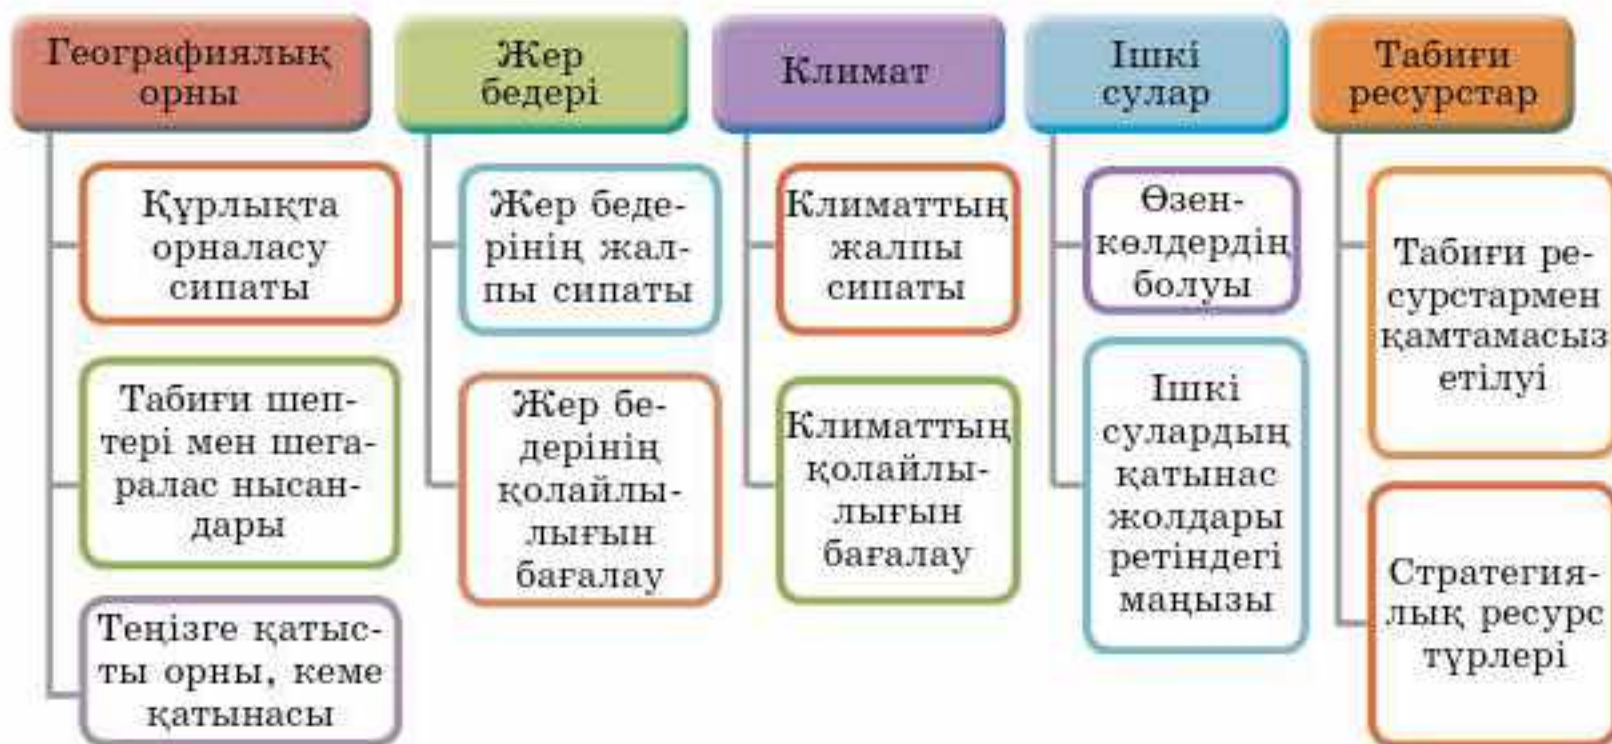 Географиялық
орны
Құрлықта
орналасу
сипаты
Табиғи шеп-
тері мен шега-
ралас нысан-
дары
Теңізге қатыс-
ты орны, кеме
қатынасы
Жер
бедері
Жер беде-
рінің жал-
пы сипаты
Жер бе-
дерінің
қолайлы-
лығын
бағалау
Климат
Климаттың
жалпы
сипаты
Климаттың
қолайлы-
лығын
бағалау
Ішкі
сулар
Өзен-
көлдердің
болуы
Ішкі
сулардың
қатынас
жолдары
ретіндегі
маңызы
Табиғи
ресурстар
Табиғи ре-
сурстармен
қамтамасыз
етілуі
Стратегия-
лық ресурс
түрлері